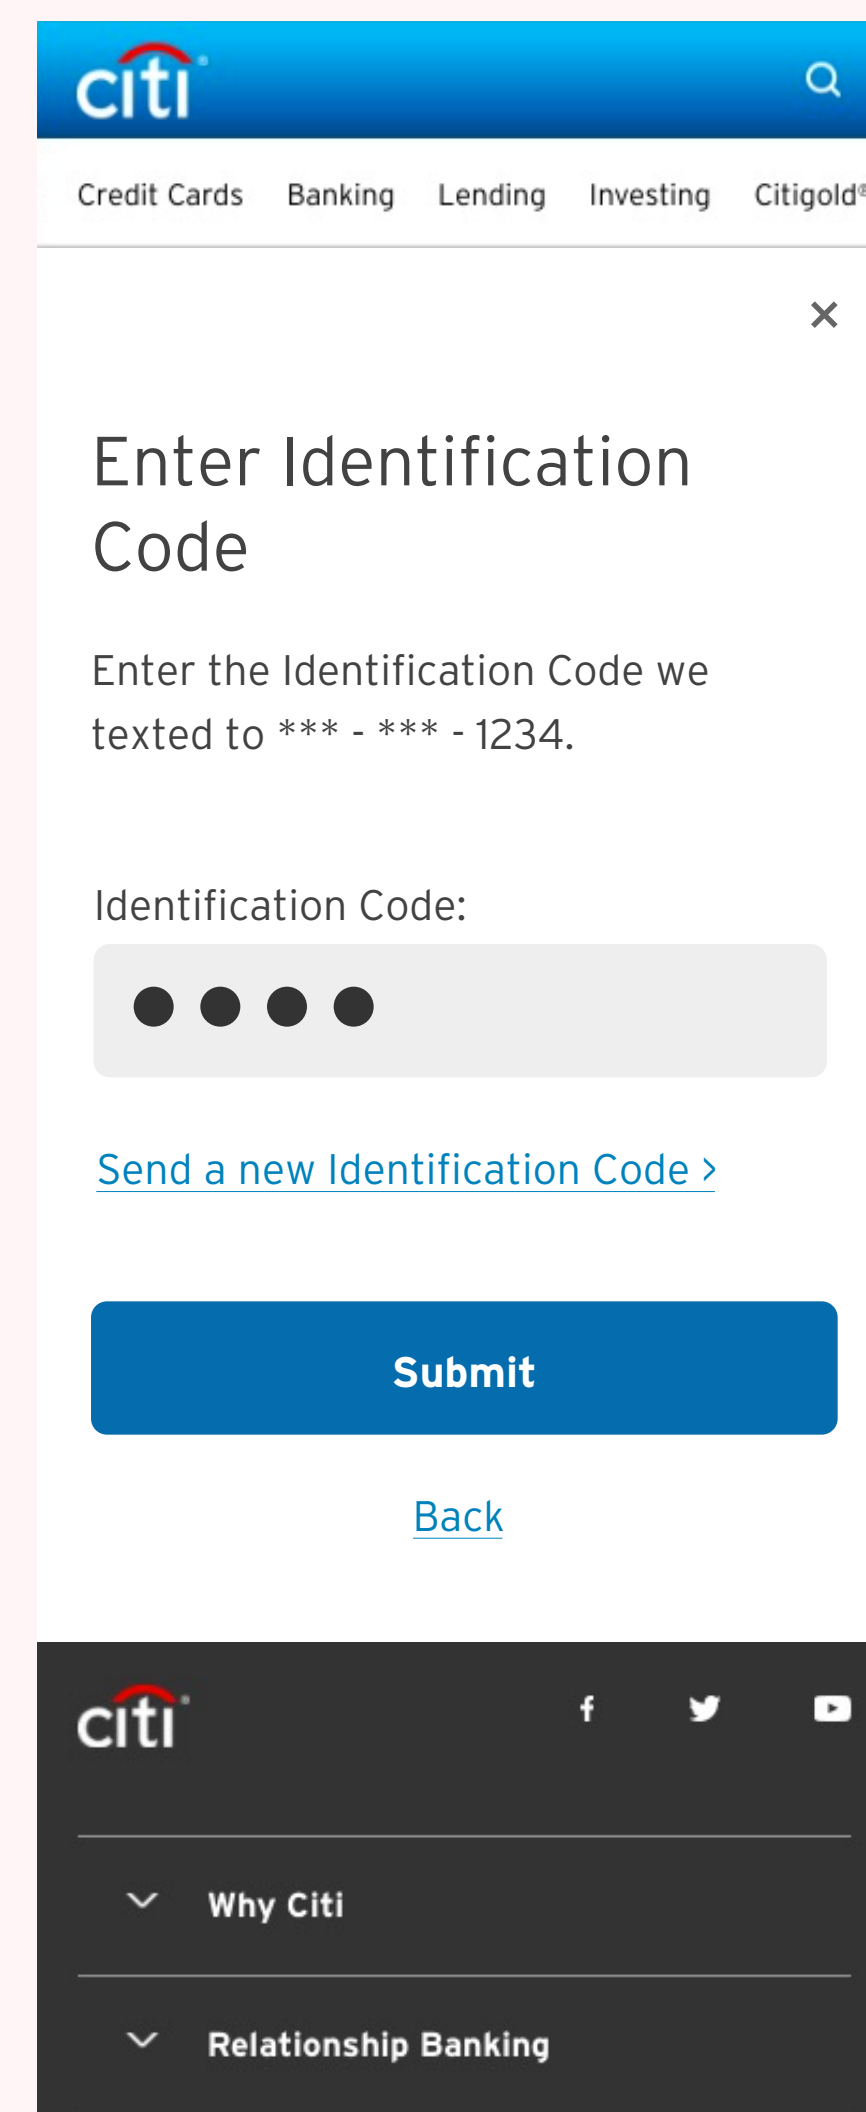 citi
Credit Cards Banking Lending Investing Citigold®
Enter Identification
Code
Enter the Identification Code we
texted to *** - *** - 1234.
Identification Code:
Send a new Identification Code >
Submit
Back
citi
Why Citi
Relationship Banking